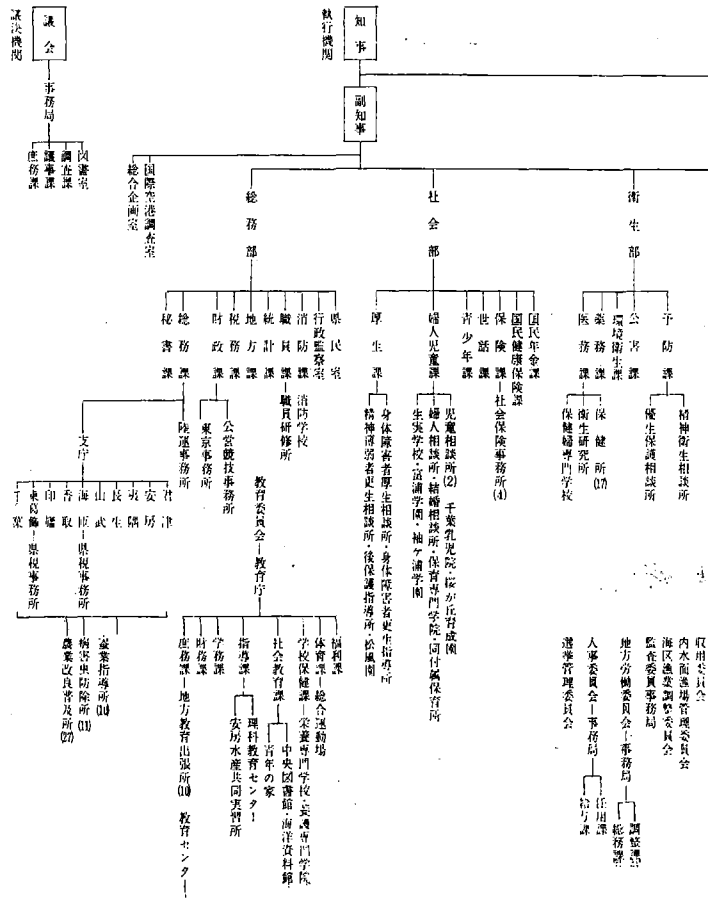 議決機関
議会
事務局
庶務課
議事課
調査課
図書室
執行機関
知事
副知事
総合企画室
国際空港調査室
総務部
社会部
衛生部
秘書課
総務課
財政課
税務課
地方課
統計課
職員課
消防課
行政監察室
県民室
陸運事務所
東京事務所
公営競技事務所
職員研修所
消防学校
支庁
千葉
印旛
香取
海匝
山武
長生
夷隅
安房
君津
県税事務所
県税事務所
農業改良普及所(27)
病害虫防除所(11)
蚕業指導所(10)
厚生課
婦人児童課
青少年課
世話課
保険課
国民健康保険課
国民年金課
精神薄弱者更生相談所・後保護指導所・松風園
身体障害者厚生相談所・身体障害者更生指導所
生実学校・富浦学園・袖ケ浦学園
婦人相談所・結婚相談所・保育専門学院・同付属保育所
児童相談所(2) 千葉乳児院・桜が丘育成園
社会保険事務所(4)
医務課
薬務課
環境衛生課
公害課
予防課
保健婦専門学校
衛生研究所
保健所(17)
優生保護相談所
精神衛生相談所
教育委員会
教育庁
庶務課
財務課
学務課
指導課
社会教育課
学校保健課
体育課
福利課
地方教育出張所(10) 教育センター
安房水産共同実習所
理科教育センター
青年の家
中央図書館・海洋資料館
栄養専門学校・養護専門学院
総合運動場
選挙管理委員会
人事委員会
事務局
給与課
任用課
地方労働委員会
事務局
総務課
調整課
監査委員事務局
海区漁業調整委員会
内水面漁場管理委員会
収用委員会